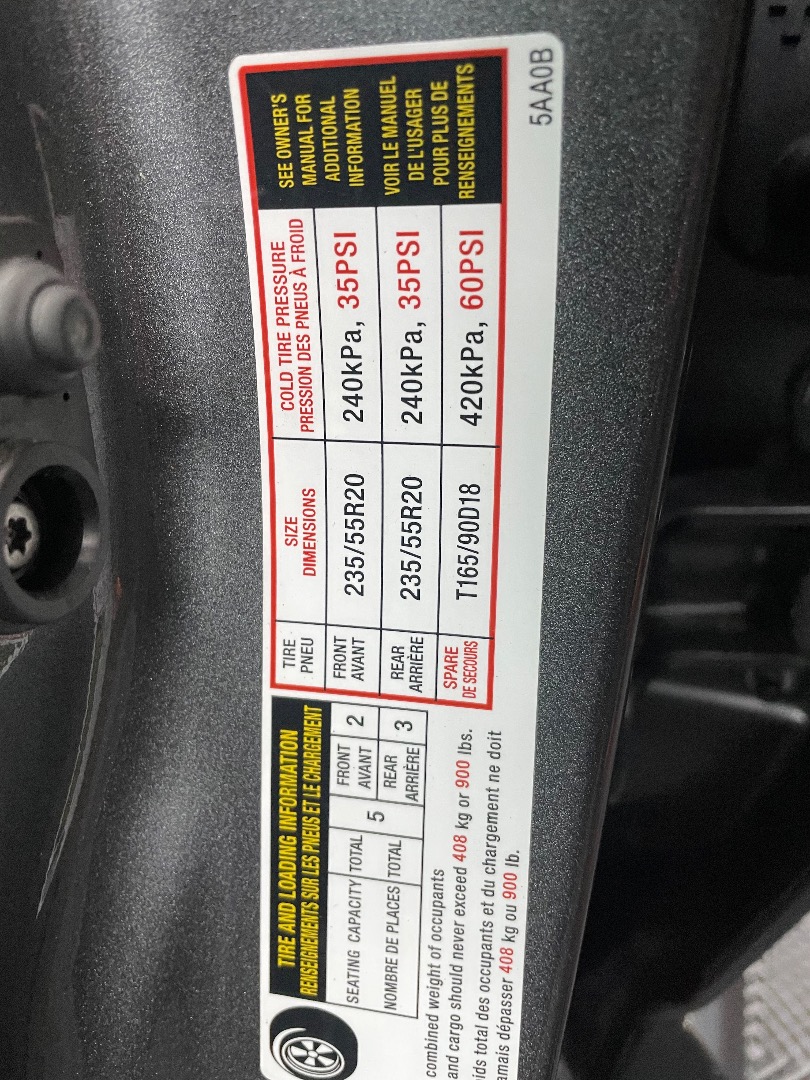 TIRE AND LOADING INFORMATION
RENSEIGNEMENTS SUR LES PNEUS ET LE CHARGEMENT
SEATING CAPACITY TOTAL 5 FRONT AVANT 2
NOMBRE DE PLACES TOTAL REAR ARRIÈRE 3
combined weight of occupants
and cargo should never exceed 408 kg or 900 lbs.
total des occupants et du chargement ne doit
dépasser 408 kg ou 900 lb.
TIRE SIZE COLD TIRE PRESSURE
PNEU DIMENSIONS PRESSION DES PNEUS À FROID
FRONT
AVANT 235/55R20 240kPa, 35PSI
REAR
ARRIÈRE 235/55R20 240kPa, 35PSI
SPARE
DE SECOURS T165/90D18 420kPa, 60PSI
SEE OWNER'S
MANUAL FOR
ADDITIONAL
INFORMATION
VOIR LE MANUEL
DE L'USAGER
POUR PLUS DE
RENSEIGNEMENTS
5AA0B